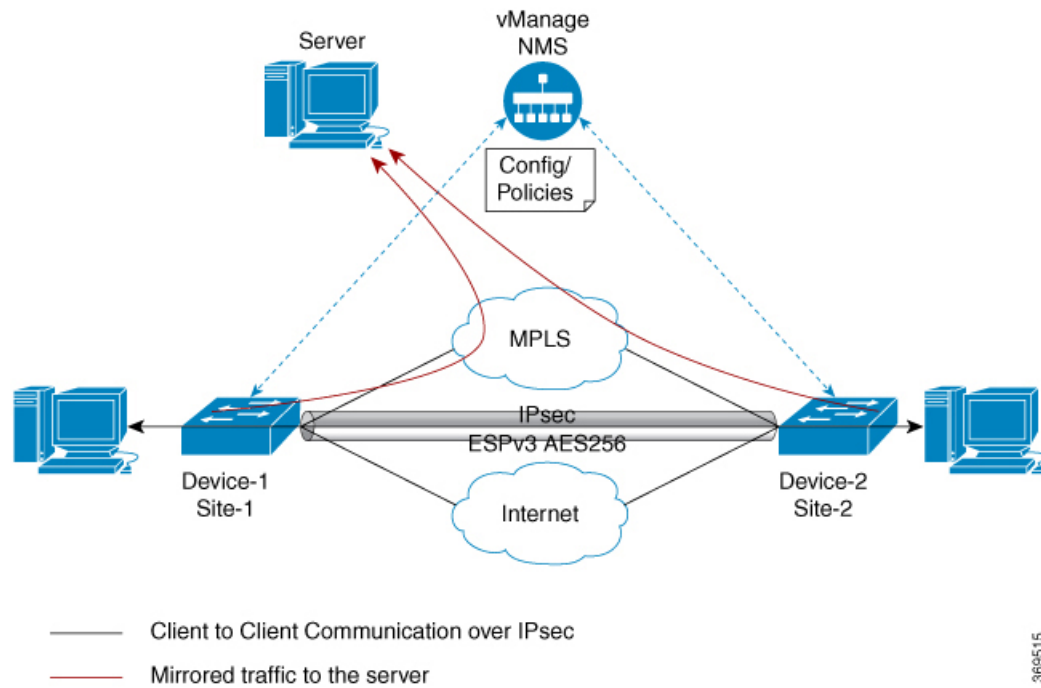 vManage
NMS
Server
Config/
Policies
MPLS
IPsec
ESPv3 AES256
Device-1
Site-1
Device-2
Site-2
Internet
Client to Client Communication over IPsec
Mirrored traffic to the server
369515